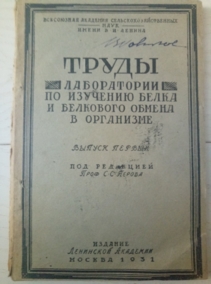 ВСЕСОЮЗНАЯ АКАДЕМИЯ СЕЛЬСКОХОЗЯЙСТВЕННЫХ
НАУК
ИМЕНИ В. И. ЛЕНИНА
ТРУДЫ
ЛАБОРАТОРИИ
ПО ИЗУЧЕНИЮ БЕЛКА
И БЕЛКОВОГО ОБМЕНА
В ОРГАНИЗМЕ
ВЫПУСК ПЕРВЫЙ
ПОД РЕДАКЦИЕЙ
ПРОФ. С. С. ПЕРОВА
ИЗДАНИЕ
ЛЕНИНСКОЙ АКАДЕМИИ
МОСКВА 1931